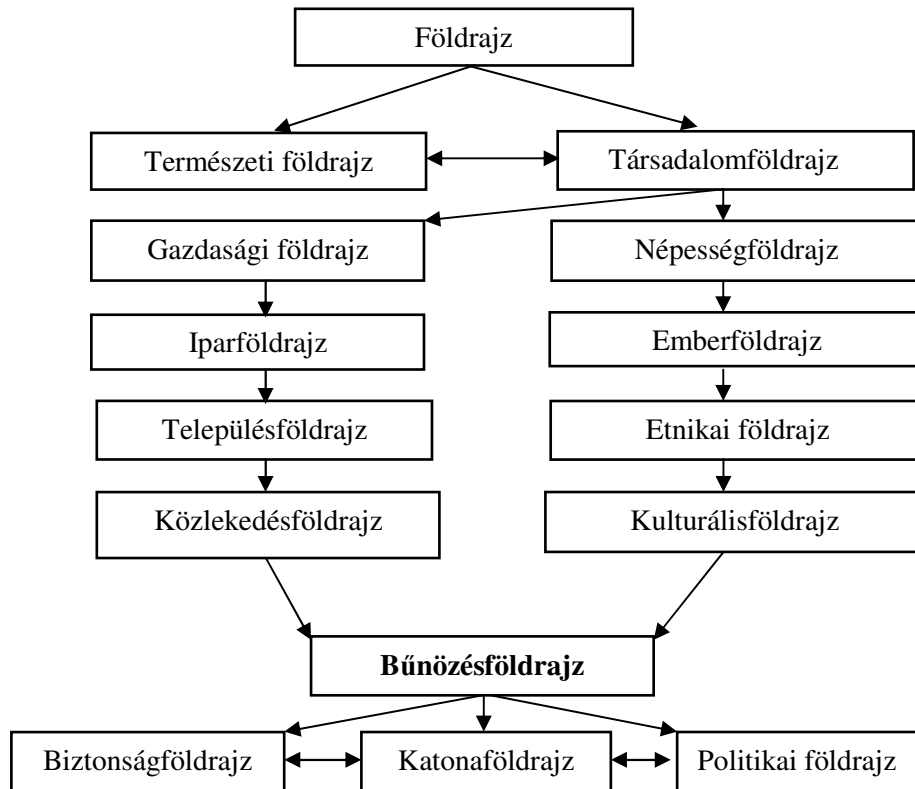 Földrajz
Természeti földrajz
Társadalomföldrajz
Gazdasági földrajz
Népességföldrajz
Iparföldrajz
Emberföldrajz
Településföldrajz
Etnikai földrajz
Közlekedésföldrajz
Kulturálisföldrajz
Bűnözésföldrajz
Biztonságföldrajz
Katonaföldrajz
Politikai földrajz